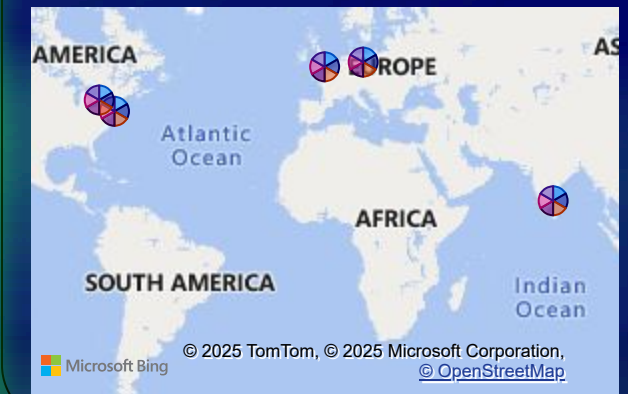 AMERICA
AS
ROPE
Atlantic
Ocean
AFRICA
SOUTH AMERICA
Indian
Ocean
© 2025 TomTom, © 2025 Microsoft Corporation,
Microsoft Bing
© OpenStreetMap